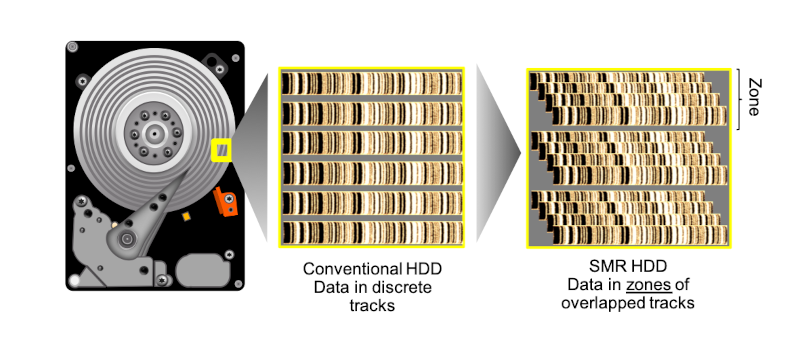 Zone
Conventional HDD
Data in discrete
tracks
SMR HDD
Data in zones of
overlapped tracks